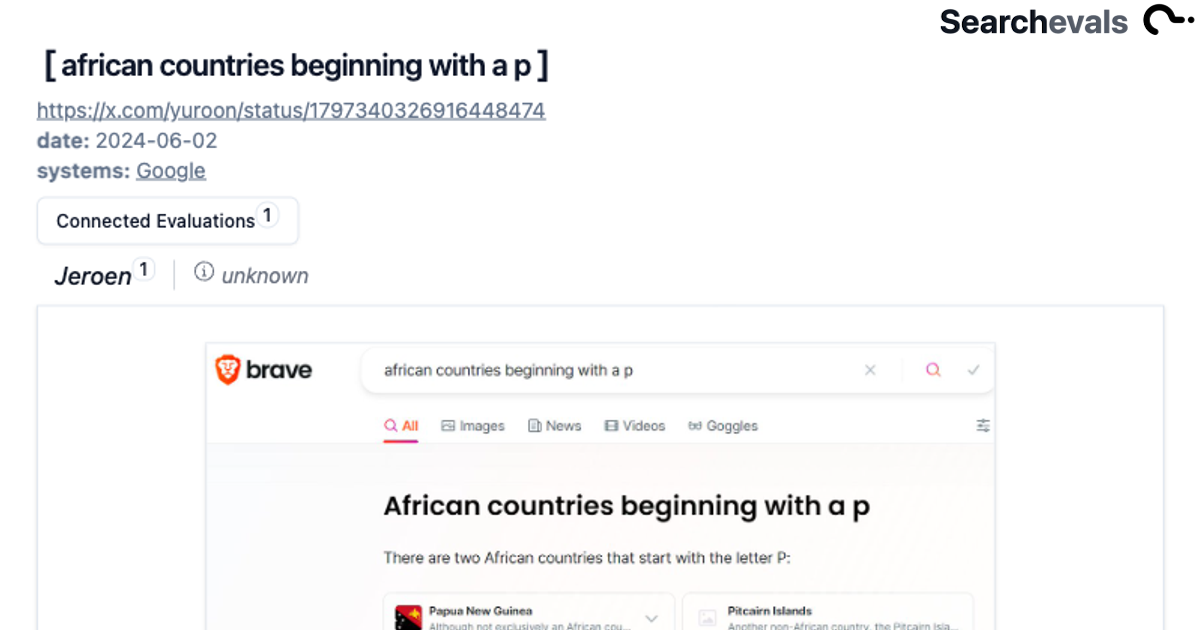 Searchevals
[ african countries beginning with a p ]
https://x.com/yuroon/status/1797340326916448474
date: 2024-06-02
systems: Google
Connected Evaluations 1
Jeroen 1 unknown
brave african countries beginning with a p
All Images News Videos Goggles
African countries beginning with a p
There are two African countries that start with the letter P:
Papua New Guinea Pitcairn Islands
Although not exclusively an African cou... Another non-African country, the Pitcairn Isla...